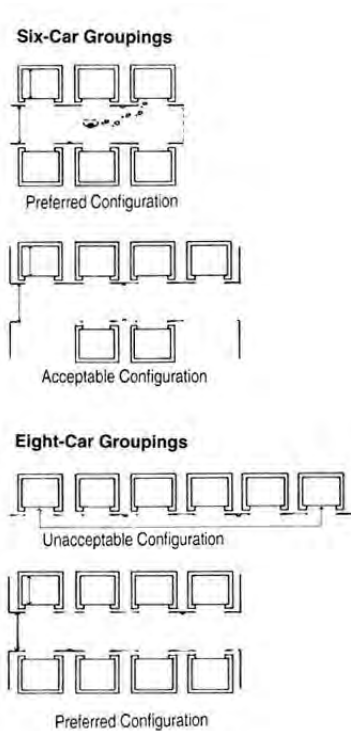 Six-Car Groupings
Preferred Configuration
Acceptable Configuration
Eight-Car Groupings
Unacceptable Configuration
Preferred Configuration